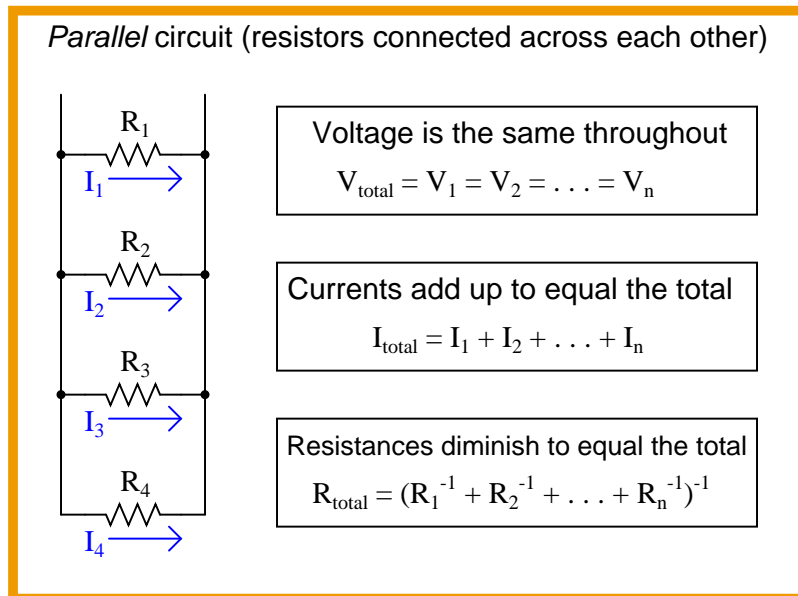 Parallel circuit (resistors connected across each other)
R1
I1
R2
I2
R3
I3
R4
I4
Voltage is the same throughout
Vtotal = V1 = V2 = . . . = Vn
Currents add up to equal the total
Itotal = I1 + I2 + . . . + In
Resistances diminish to equal the total
Rtotal = (R1^-1 + R2^-1 + . . . + Rn^-1)^-1